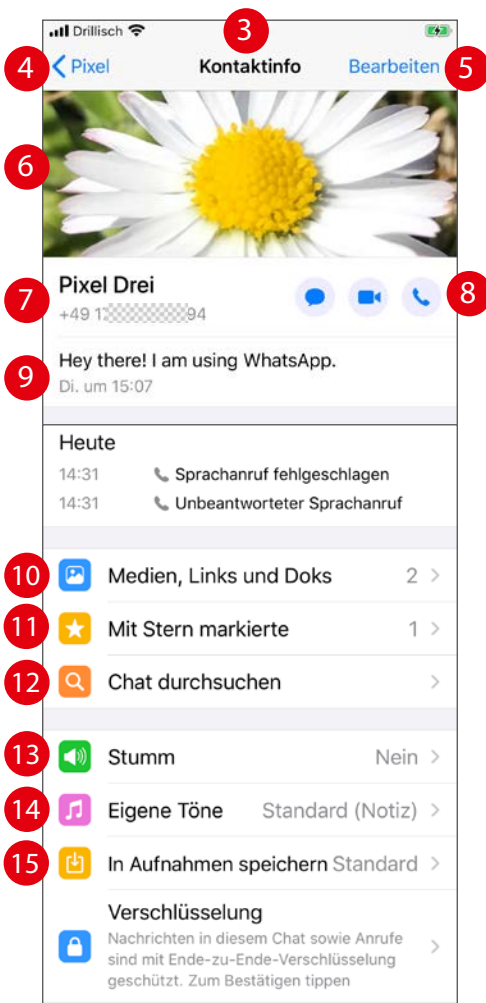 Drillisch
3
4 Pixel Kontaktinfo Bearbeiten 5
6
7 Pixel Drei 8
+49 1 94
Hey there! I am using WhatsApp.
9 Di. um 15:07
Heute
14:31 Sprachanruf fehlgeschlagen
14:31 Unbeantworteter Sprachanruf
10 Medien, Links und Doks 2
11 Mit Stern markierte 1
12 Chat durchsuchen
13 Stumm Nein
14 Eigene Töne Standard (Notiz)
15 In Aufnahmen speichern Standard
Verschlüsselung
Nachrichten in diesem Chat sowie Anrufe
sind mit Ende-zu-Ende-Verschlüsselung
geschützt. Zum Bestätigen tippen